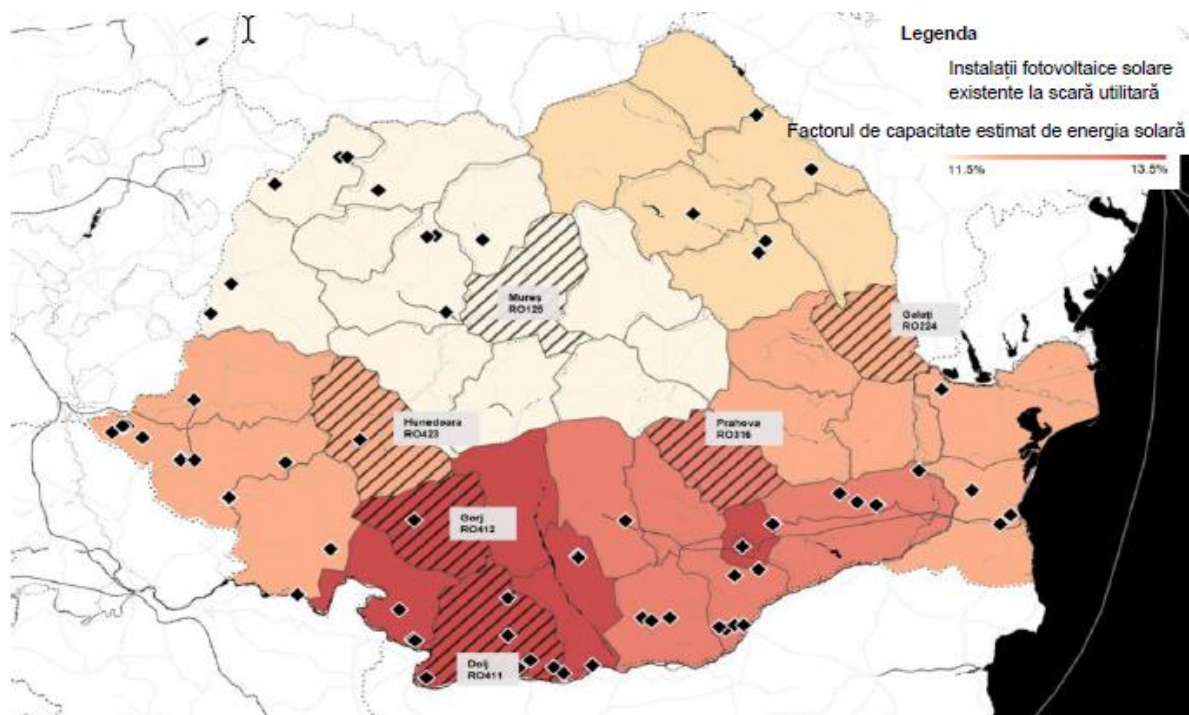 Legenda
Instalații fotovoltaice solare
existente la scară utilitară
Factorul de capacitate estimat de energia solară
11.5%
13.5%
Mureș
RO125
Galați
RO224
Hunedoara
RO423
Prahova
RO316
Gorj
RO412
Dolj
RO411